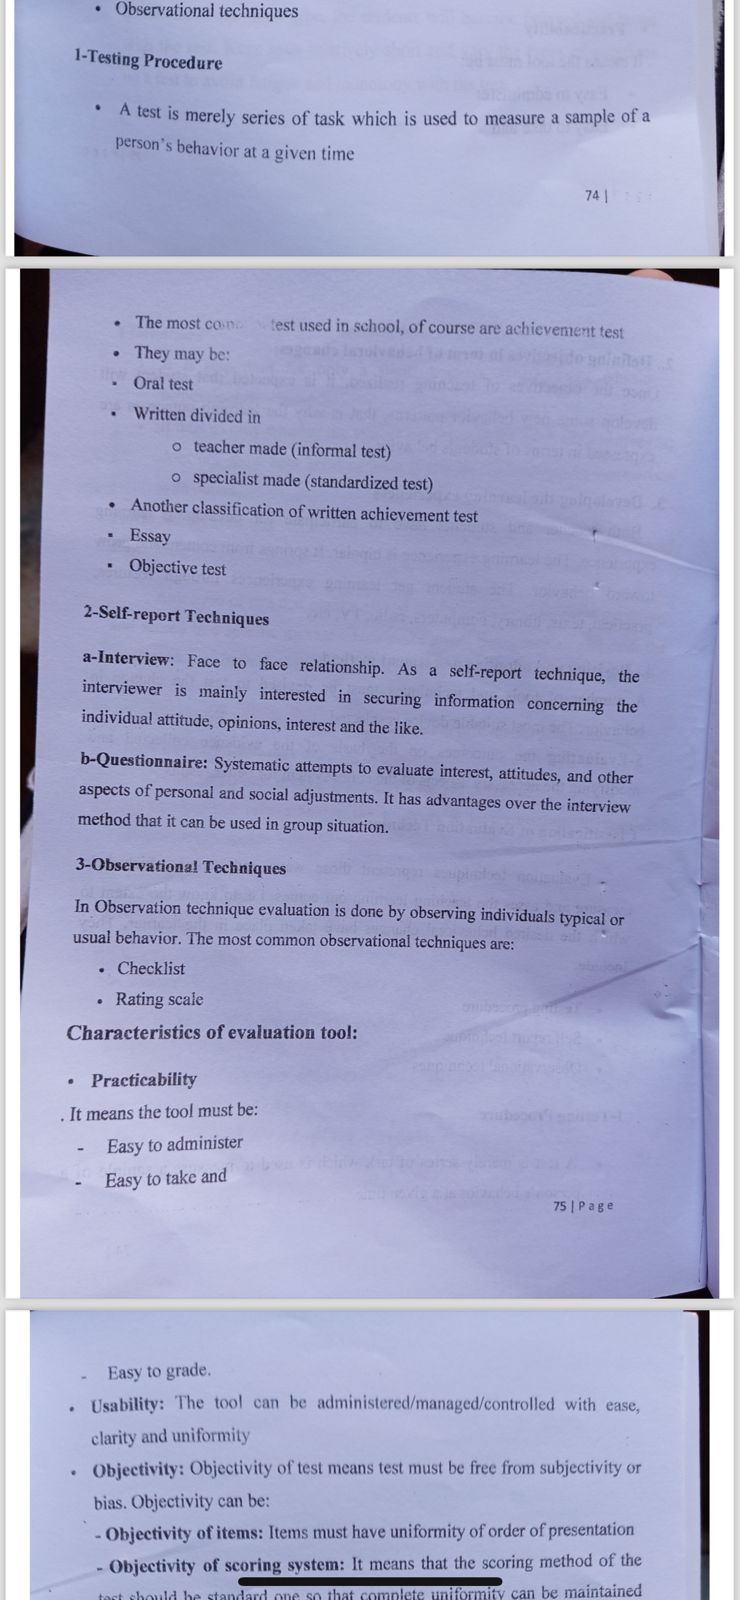 • Observational techniques
1-Testing Procedure
• A test is merely series of task which is used to measure a sample of a
person's behavior at a given time
74 |
• The most test used in school, of course are achievement test
• They may be:
▪ Oral test
▪ Written divided in
o teacher made (informal test)
o specialist made (standardized test)
• Another classification of written achievement test
▪ Essay
▪ Objective test
2-Self-report Techniques
a-Interview: Face to face relationship. As a self-report technique, the
interviewer is mainly interested in securing information concerning the
individual attitude, opinions, interest and the like.
b-Questionnaire: Systematic attempts to evaluate interest, attitudes, and other
aspects of personal and social adjustments. It has advantages over the interview
method that it can be used in group situation.
3-Observational Techniques
In Observation technique evaluation is done by observing individuals typical or
usual behavior. The most common observational techniques are:
• Checklist
• Rating scale
Characteristics of evaluation tool:
• Practicability
. It means the tool must be:
- Easy to administer
- Easy to take and
75 | Page
- Easy to grade.
• Usability: The tool can be administered/managed/controlled with ease,
clarity and uniformity
• Objectivity: Objectivity of test means test must be free from subjectivity or
bias. Objectivity can be:
- Objectivity of items: Items must have uniformity of order of presentation
- Objectivity of scoring system: It means that the scoring method of the
test should be standard one so that complete uniformity can be maintained